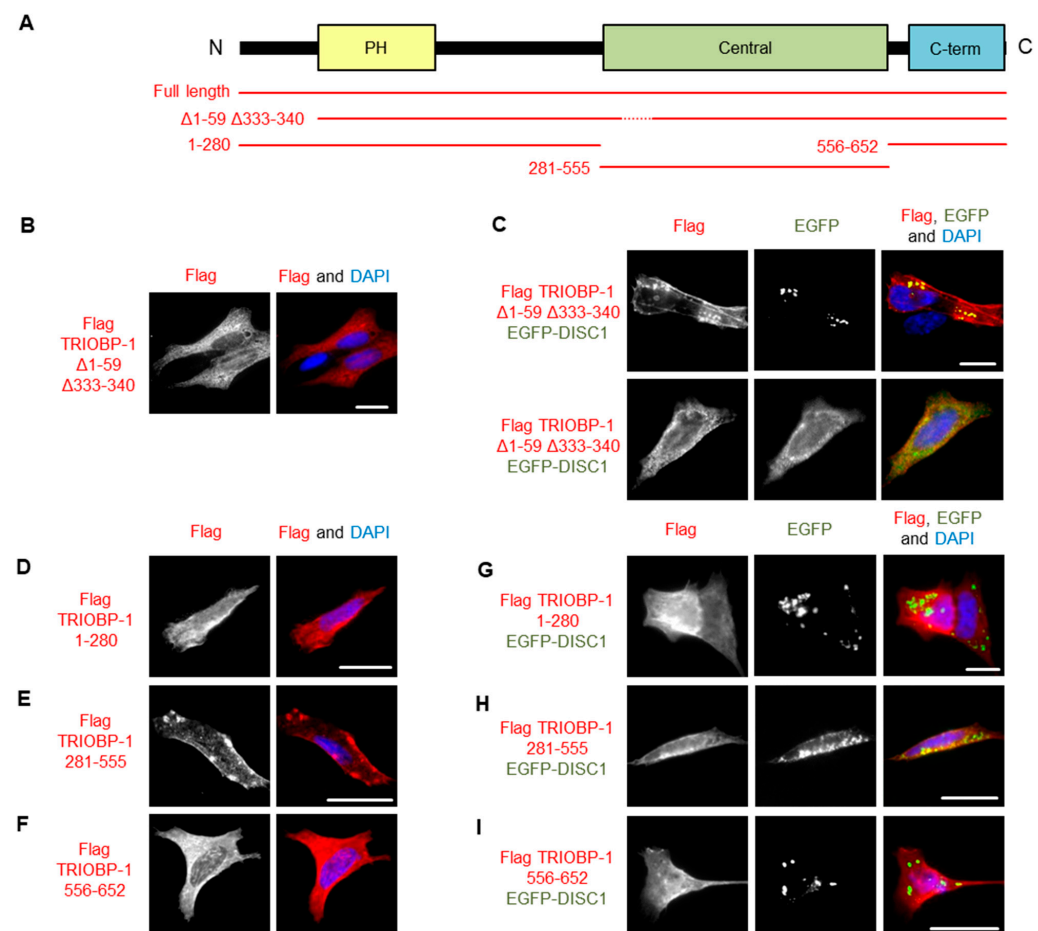 A
N
PH
Central
C-term
C
Full length
Δ1-59 Δ333-340
1-280
556-652
281-555
B
Flag
Flag and DAPI
Flag
TRIOBP-1
Δ1-59
Δ333-340
C
Flag
EGFP
Flag, EGFP
and DAPI
Flag TRIOBP-1
Δ1-59 Δ333-340
EGFP-DISC1
Flag TRIOBP-1
Δ1-59 Δ333-340
EGFP-DISC1
Flag
Flag and DAPI
D
Flag
TRIOBP-1
1-280
E
Flag
TRIOBP-1
281-555
F
Flag
TRIOBP-1
556-652
Flag
EGFP
Flag, EGFP
and DAPI
G
Flag TRIOBP-1
1-280
EGFP-DISC1
H
Flag TRIOBP-1
281-555
EGFP-DISC1
I
Flag TRIOBP-1
556-652
EGFP-DISC1